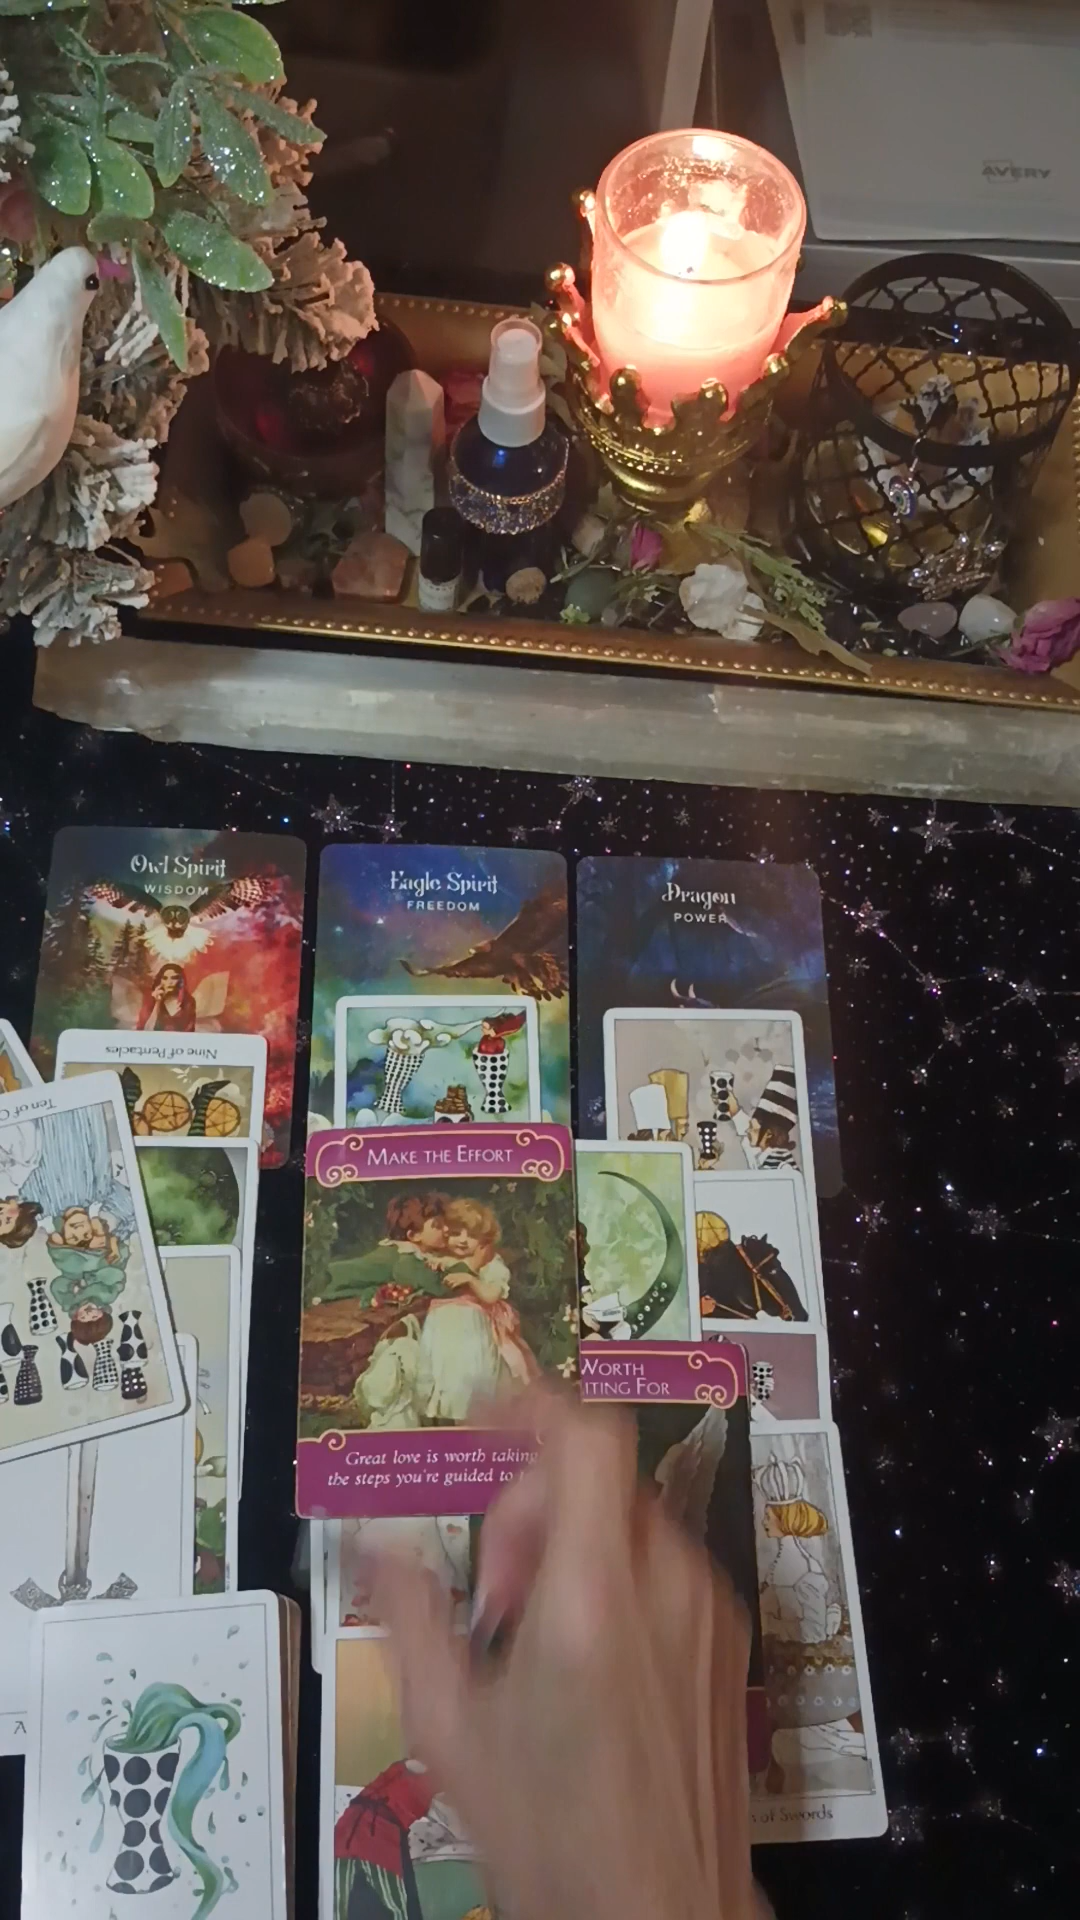 AVERY
Owl Spirit
WISDOM
Eagle Spirit
FREEDOM
Dragon
POWER
Nine of Pentacles
Ten of C
MAKE THE EFFORT
WORTH
ITING FOR
Great love is worth taking
the steps you're guided to
A
of Swords